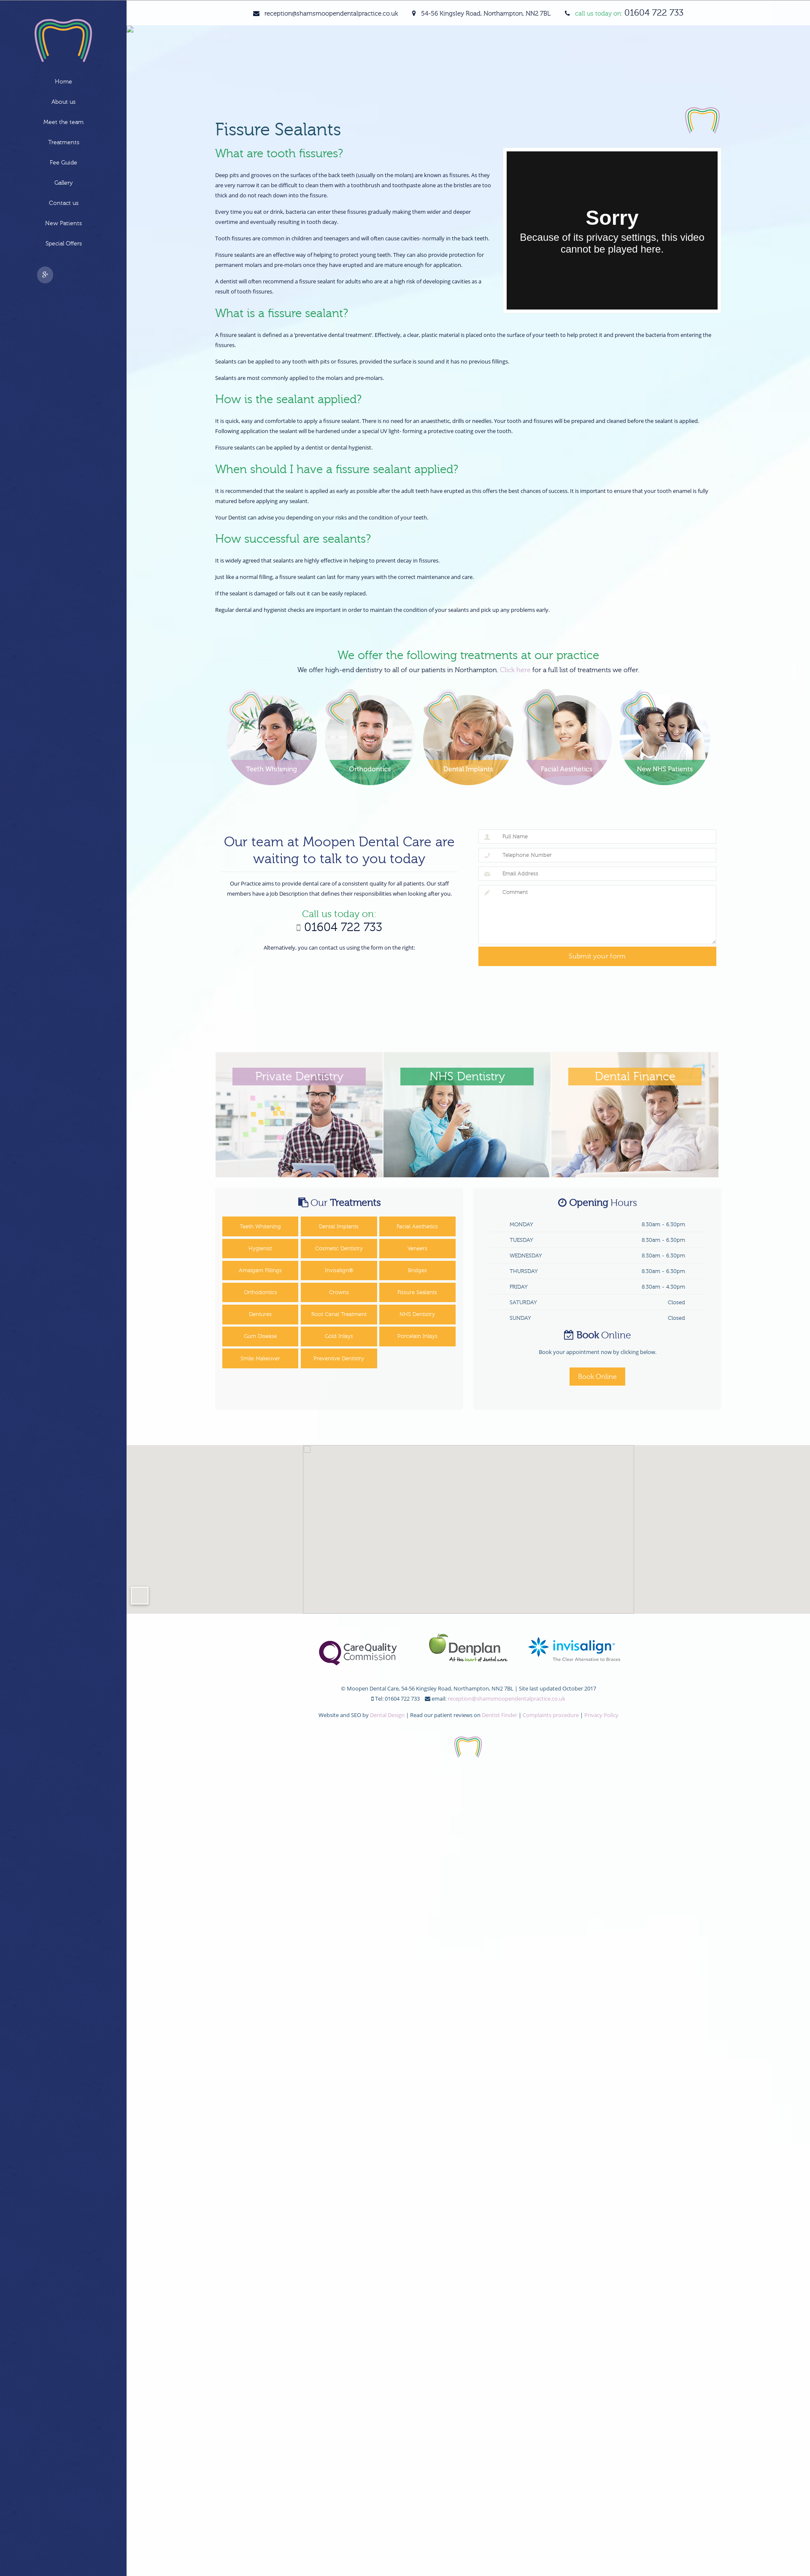 reception@shamsmoopendentalpractice.co.uk
54-56 Kingsley Road, Northampton, NN2 7BL
call us today on: 01604 722 733
Home
About us
Meet the team
Treatments
Fee Guide
Gallery
Contact us
New Patients
Special Offers
Fissure Sealants
What are tooth fissures?
Deep pits and grooves on the surfaces of the back teeth (usually on the molars) are known as fissures. As they
are very narrow it can be difficult to clean them with a toothbrush and toothpaste alone as the bristles are too
thick and do not reach down into the fissure.
Every time you eat or drink, bacteria can enter these fissures gradually making them wider and deeper
overtime and eventually resulting in tooth decay.
Tooth fissures are common in children and teenagers and will often cause cavities- normally in the back teeth.
Fissure sealants are an effective way of helping to protect young teeth. They can also provide protection for
permanent molars and pre-molars once they have erupted and are mature enough for application.
A dentist will often recommend a fissure sealant for adults who are at a high risk of developing cavities as a
result of tooth fissures.
Sorry
Because of its privacy settings, this video
cannot be played here.
What is a fissure sealant?
A fissure sealant is defined as a 'preventative dental treatment'. Effectively, a clear, plastic material is placed onto the surface of your teeth to help protect it and prevent the bacteria from entering the
fissures.
Sealants can be applied to any tooth with pits or fissures, provided the surface is sound and it has no previous fillings.
Sealants are most commonly applied to the molars and pre-molars.
How is the sealant applied?
It is quick, easy and comfortable to apply a fissure sealant. There is no need for an anaesthetic, drills or needles. Your tooth and fissures will be prepared and cleaned before the sealant is applied.
Following application the sealant will be hardened under a special UV light- forming a protective coating over the tooth.
Fissure sealants can be applied by a dentist or dental hygienist.
When should I have a fissure sealant applied?
It is recommended that the sealant is applied as early as possible after the adult teeth have erupted as this offers the best chances of success. It is important to ensure that your tooth enamel is fully
matured before applying any sealant.
Your Dentist can advise you depending on your risks and the condition of your teeth.
How successful are sealants?
It is widely agreed that sealants are highly effective in helping to prevent decay in fissures.
Just like a normal filling, a fissure sealant can last for many years with the correct maintenance and care.
If the sealant is damaged or falls out it can be easily replaced.
Regular dental and hygienist checks are important in order to maintain the condition of your sealants and pick up any problems early.
We offer the following treatments at our practice
We offer high-end dentistry to all of our patients in Northampton. Click here for a full list of treatments we offer.
Teeth Whitening
Orthodontics
Dental Implants
Facial Aesthetics
New NHS Patients
Our team at Moopen Dental Care are
waiting to talk to you today
Our Practice aims to provide dental care of a consistent quality for all patients. Our staff
members have a job Description that defines their responsibilities when looking after you.
Call us today on:
01604 722 733
Alternatively, you can contact us using the form on the right:
Full Name
Telephone Number
Email Address
Comment
Submit your form
Private Dentistry
NHS Dentistry
Dental Finance
Our Treatments
Teeth Whitening
Dental Implants
Facial Aesthetics
Hygienist
Cosmetic Dentistry
Veneers
Amalgam Fillings
Invisalign®
Bridges
Orthodontics
Crowns
Fissure Sealants
Dentures
Root Canal Treatment
NHS Dentistry
Gum Disease
Gold Inlays
Porcelain Inlays
Smile Makeover
Preventive Dentistry
Opening Hours
MONDAY 8.30am - 6.30pm
TUESDAY 8.30am - 6.30pm
WEDNESDAY 8.30am - 6.30pm
THURSDAY 8.30am - 6.30pm
FRIDAY 8.30am - 4.30pm
SATURDAY Closed
SUNDAY Closed
Book Online
Book your appointment now by clicking below.
Book Online
CareQuality
Commission
Denplan
At the heart of dental care
invisalign
The Clear Alternative to Braces
© Moopen Dental Care, 54-56 Kingsley Road, Northampton, NN2 7BL | Site last updated October 2017
Tel: 01604 722 733 email: reception@shamsmoopendentalpractice.co.uk
Website and SEO by Dental Design | Read our patient reviews on Dentist Finder | Complaints procedure | Privacy Policy